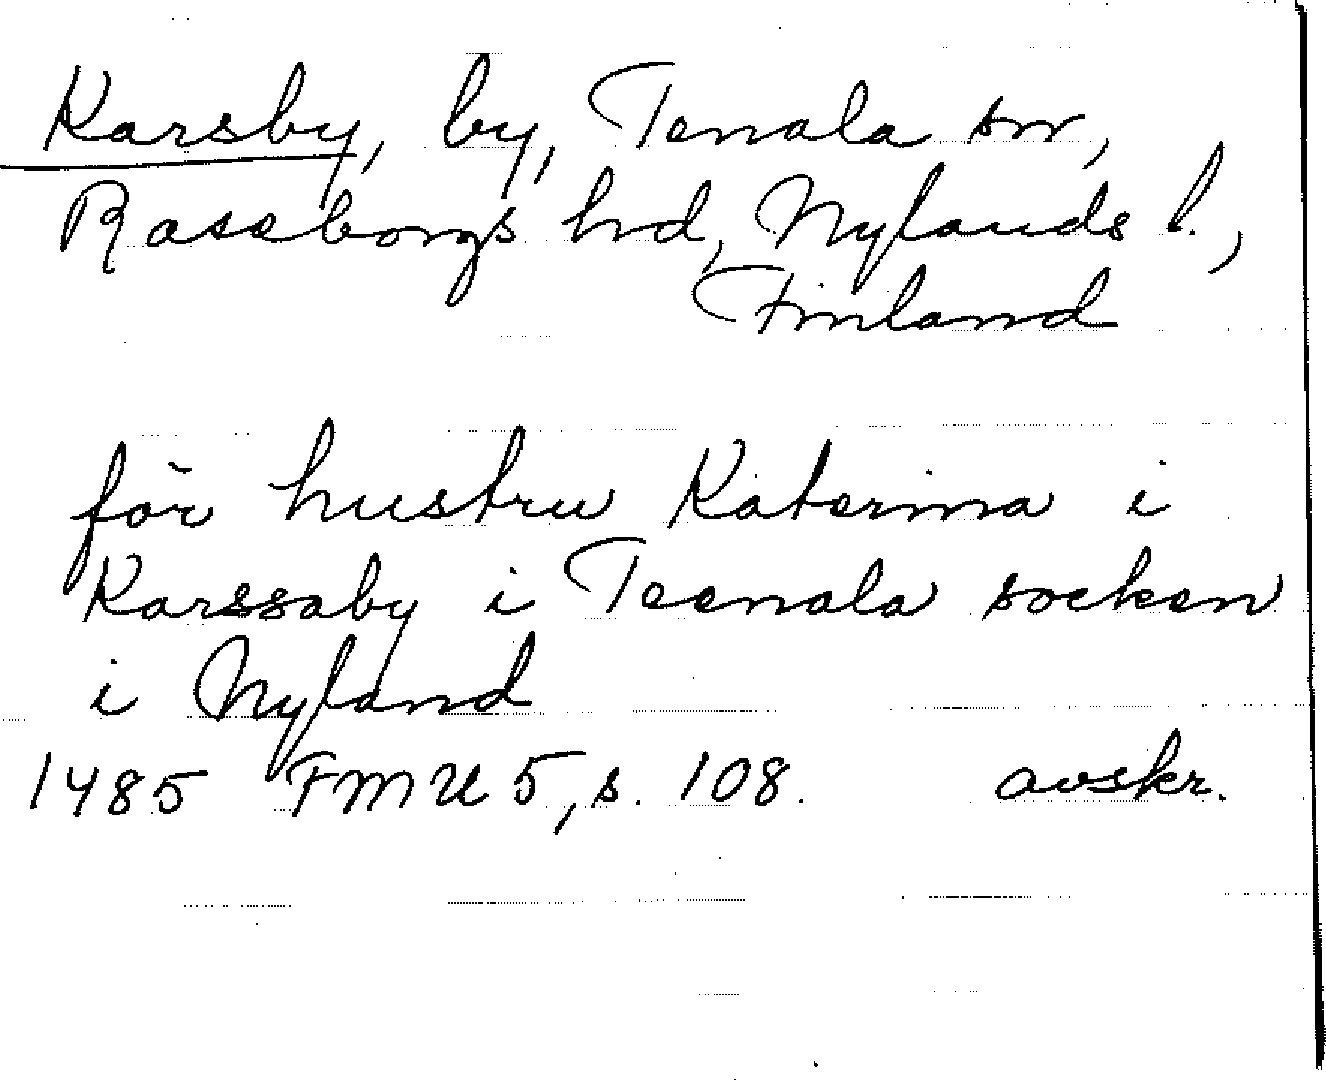 Karsby, by, Tenala sn,
Raseborgs hd, Nylands l.,
Finland
för hustru Katerina i
Karssaby i Teenala socken
i Nyland
1485 FMU 5, s. 108. avskr.